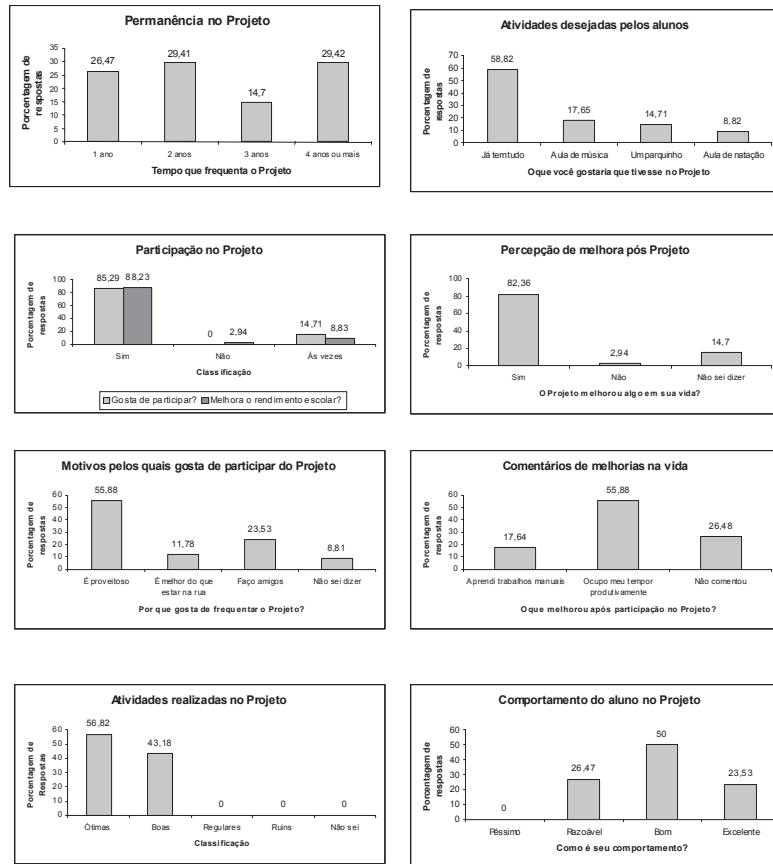 Permanência no Projeto
Porcentagem de
respostas
35
30
25
20
15
10
5
0
26,47
29,41
14,7
29,42
1 ano
2 anos
3 anos
4 anos ou mais
Tempo que frequenta o Projeto
Atividades desejadas pelos alunos
Porcentagem de
respostas
70
60
50
40
30
20
10
0
58,82
17,65
14,71
8,82
Já tem tudo
Aula de música
Um parquinho
Aula de natação
O que você gostaria que tivesse no Projeto
Participação no Projeto
Porcentagem de
respostas
100
80
60
40
20
0
85,29
88,23
0
2,94
14,71
8,83
Sim
Não
Às vezes
Classificação
Gosta de participar?
Melhora o rendimento escolar?
Percepção de melhora pós Projeto
Porcentagem de
respostas
100
80
60
40
20
0
82,36
2,94
14,7
Sim
Não
Não sei dizer
O Projeto melhorou algo em sua vida?
Motivos pelos quais gosta de participar do Projeto
Porcentagem de
respostas
60
50
40
30
20
10
0
55,88
11,78
23,53
8,81
É proveitoso
É melhor do que
estar na rua
Faço amigos
Não sei dizer
Por que gosta de frequentar o Projeto?
Comentários de melhorias na vida
Porcentagem de
respostas
60
50
40
30
20
10
0
17,64
55,88
26,48
Aprendi trabalhos manuais
Ocupo meu tempor
produtivamente
Não comentou
O que melhorou após participação no Projeto?
Atividades realizadas no Projeto
Porcentagem de
Respostas
60
50
40
30
20
10
0
56,82
43,18
0
0
0
Ótimas
Boas
Regulares
Ruins
Não sei
Classificação
Comportamento do aluno no Projeto
Porcentagem de
respostas
60
50
40
30
20
10
0
0
26,47
50
23,53
Péssimo
Razoável
Bom
Excelente
Como é seu comportamento?